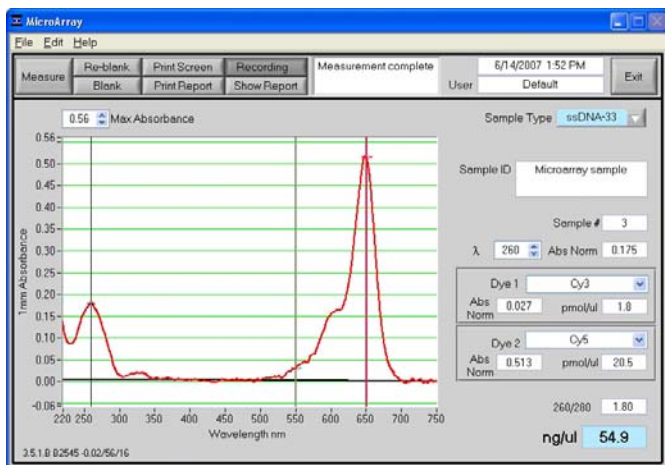 MicroArray
File Edit Help
Measure
Re-blank Print Screen Recording
Blank Print Report Show Report
Measurement complete
6/14/2007 1:52 PM
User Default
Exit
0.56 Max Absorbance
Sample Type ssDNA-33
Sample ID Microarray sample
Sample # 3
λ 260 Abs Norm 0.175
Dye 1 Cy3
Abs Norm 0.027 pmol/ul 1.8
Dye 2 Cy5
Abs Norm 0.513 pmol/ul 20.5
260/280 1.80
ng/ul 54.9
1mm Absorbance
0.56
0.50
0.45
0.40
0.35
0.30
0.25
0.20
0.15
0.10
0.05
0.00
-0.06
220 250 300 350 400 450 500 550 600 650 700 750
Wavelength nm
3.5.1.B B2545 -0.02/56/16